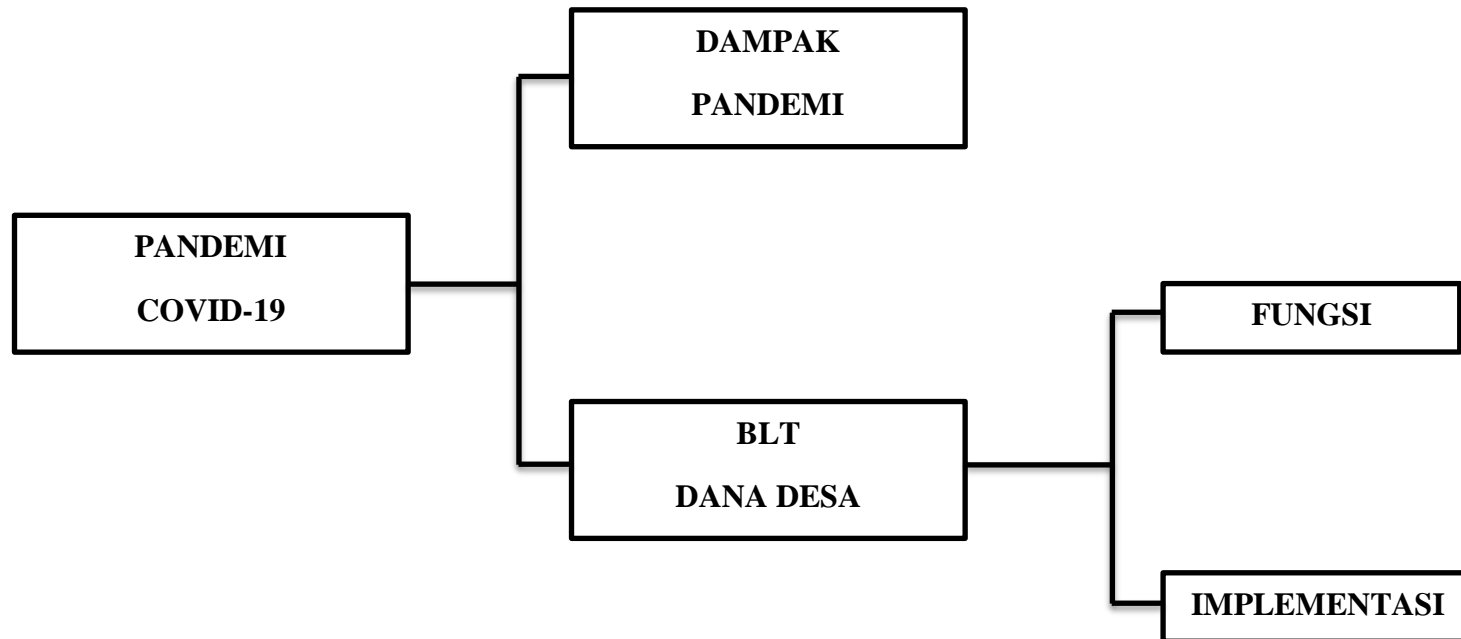 DAMPAK
PANDEMI
PANDEMI
COVID-19
FUNGSI
BLT
DANA DESA
IMPLEMENTASI